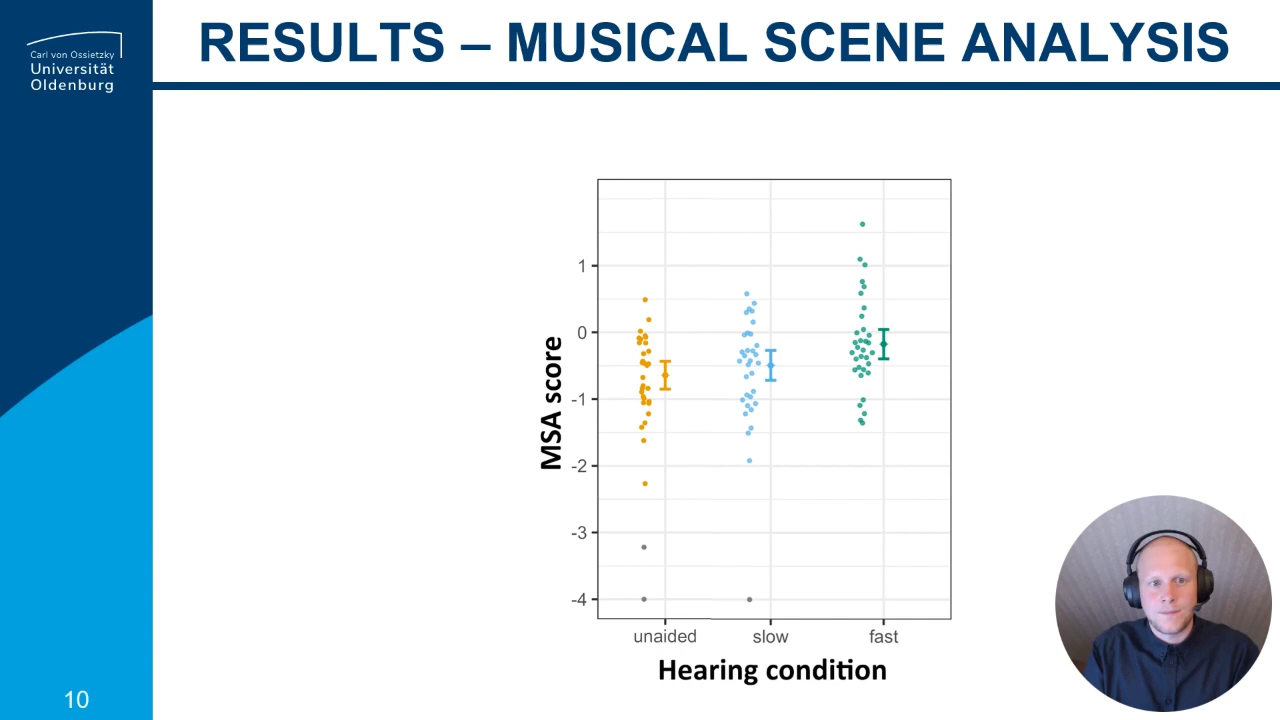 Carl von Ossietzky
Universität
Oldenburg
RESULTS – MUSICAL SCENE ANALYSIS
MSA score
1
0
-1
-2
-3
-4
unaided slow fast
Hearing condition
10